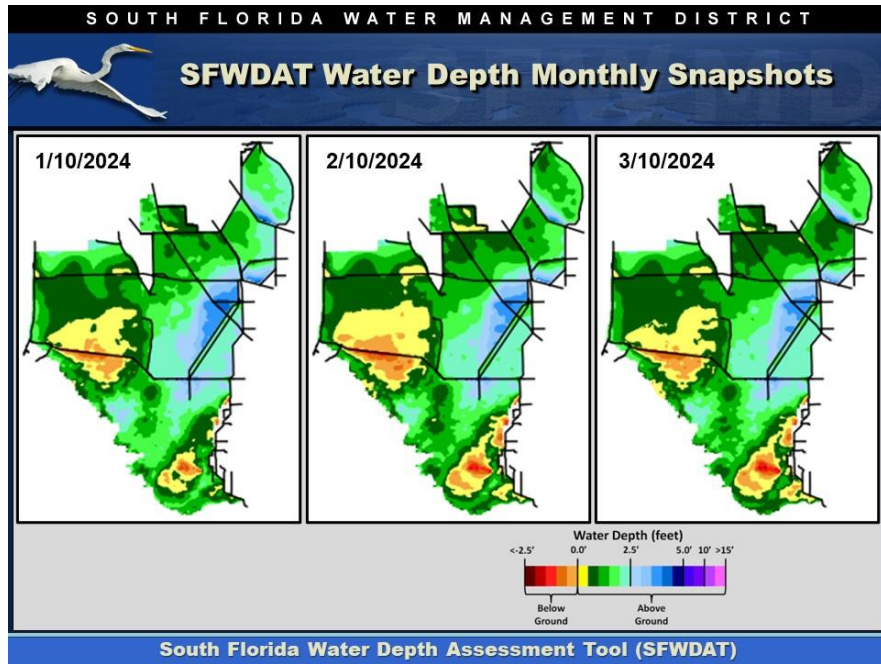 SOUTH FLORIDA WATER MANAGEMENT DISTRICT
SFWDAT Water Depth Monthly Snapshots
1/10/2024
2/10/2024
3/10/2024
Water Depth (feet)
<-2.5' 0.0' 2.5' 5.0' 10' >15'
Below Ground
Above Ground
South Florida Water Depth Assessment Tool (SFWDAT)